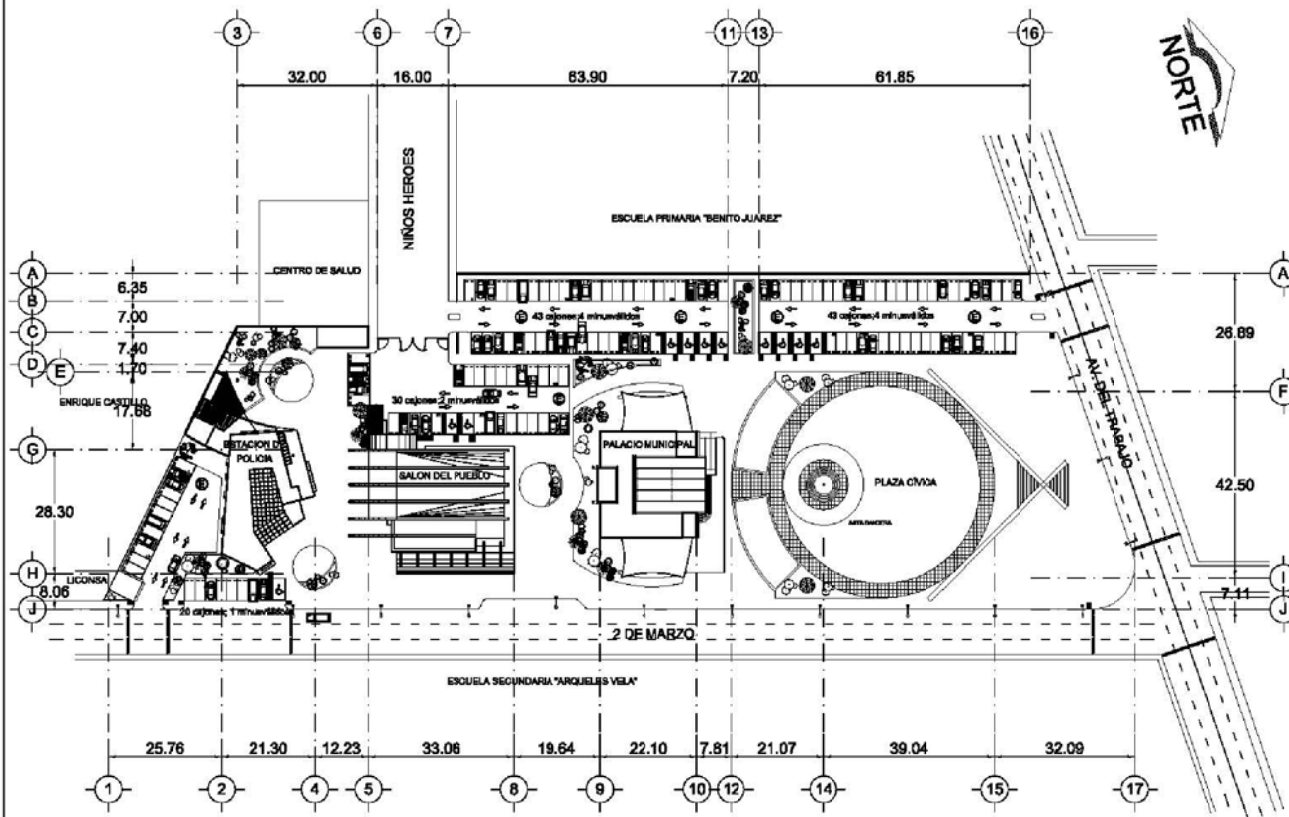 3 6 7 11 13 16
32.00 16.00 63.90 7.20 61.85
NORTE
NIÑOS HEROES
ESCUELA PRIMARIA "BENITO JUAREZ"
CENTRO DE SALUD
A
B
C
D
E
G
H
J
6.35
7.00
7.40
1.70
17.68
28.30
8.06
43 cajones; 4 minusválidos
43 cajones; 4 minusválidos
30 cajones; 2 minusválidos
ENRIQUE CASTILLO
ESTACION DE
POLICIA
SALON DEL PUEBLO
PALACIO MUNICIPAL
PLAZA CÍVICA
ASTA BANDERA
AV. DEL TRABAJO
A
F
I
J
26.89
42.50
7.11
LICONSA
20 cajones; 1 minusválidos
2 DE MARZO
ESCUELA SECUNDARIA "ARQUELES VELA"
25.76 21.30 12.23 33.06 19.64 22.10 7.81 21.07 39.04 32.09
1 2 4 5 8 9 10 12 14 15 17